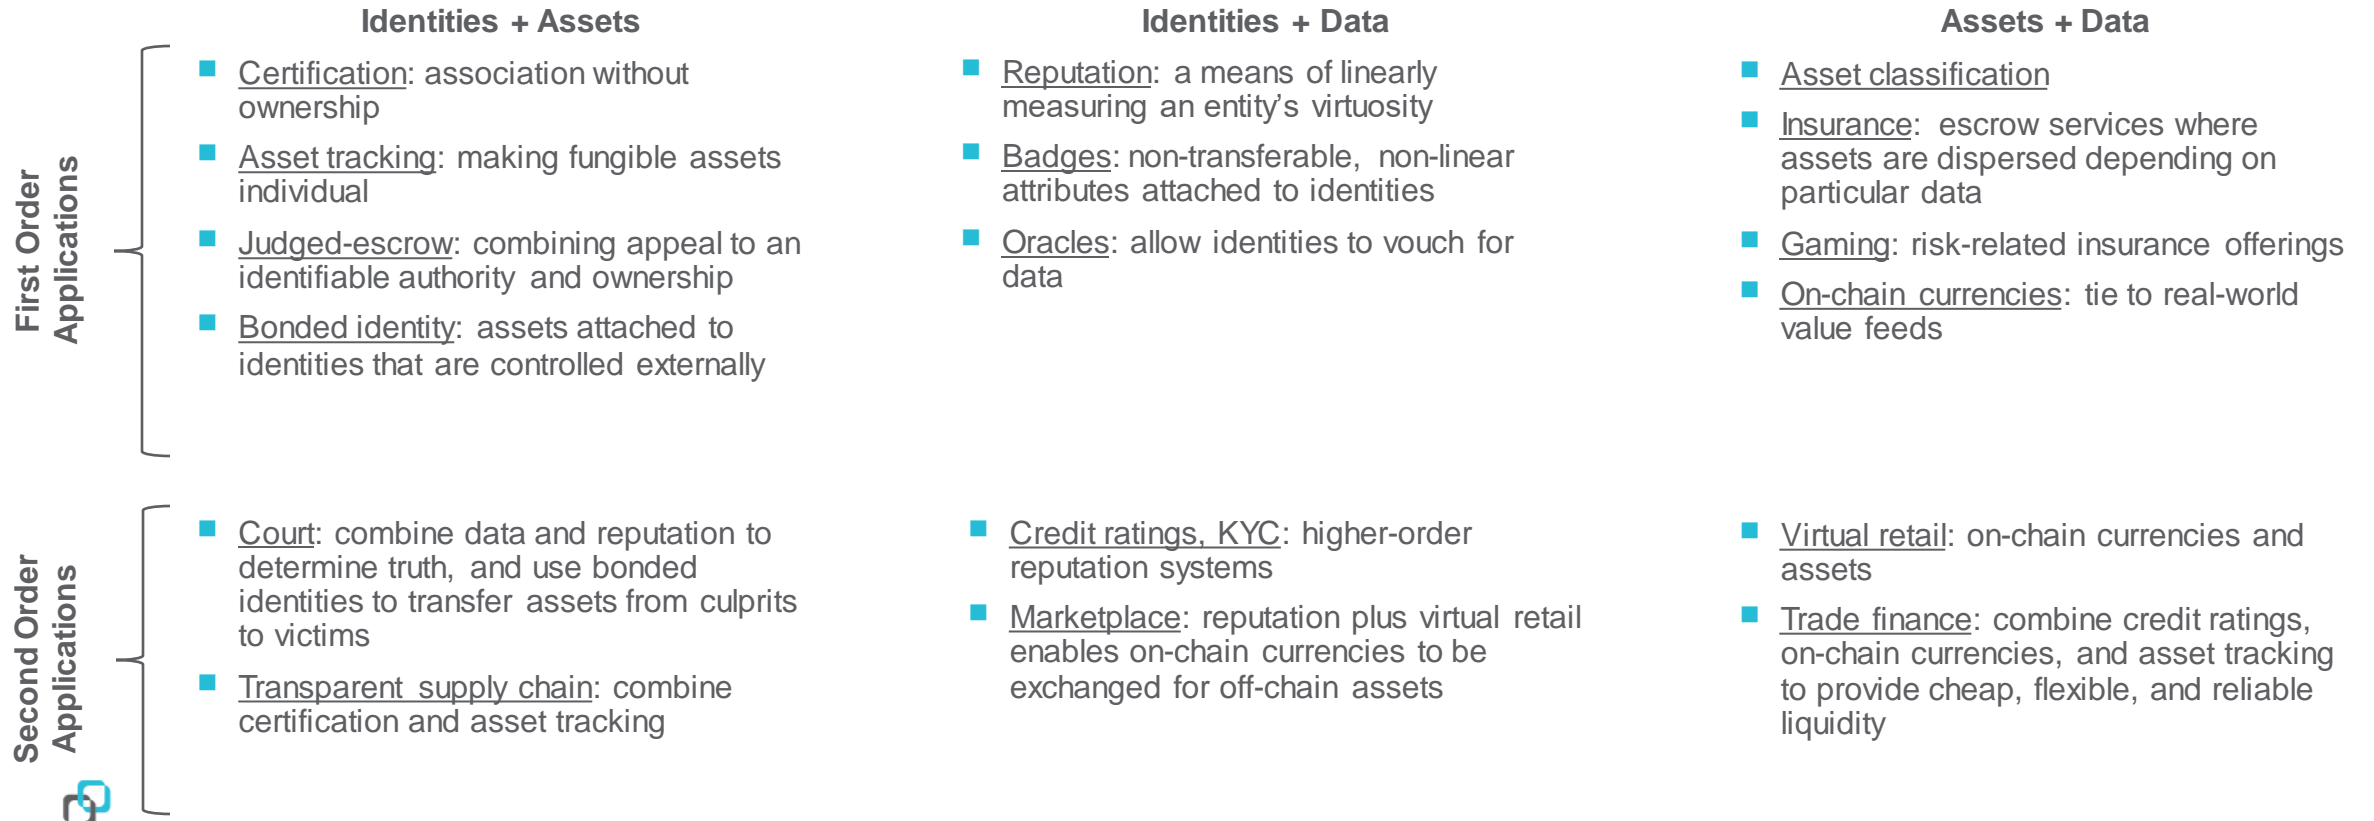 Identities + Assets
Identities + Data
Assets + Data
First Order
Applications
Certification: association without
ownership
Asset tracking: making fungible assets
individual
Judged-escrow: combining appeal to an
identifiable authority and ownership
Bonded identity: assets attached to
identities that are controlled externally
Reputation: a means of linearly
measuring an entity’s virtuosity
Badges: non-transferable, non-linear
attributes attached to identities
Oracles: allow identities to vouch for
data
Asset classification
Insurance: escrow services where
assets are dispersed depending on
particular data
Gaming: risk-related insurance offerings
On-chain currencies: tie to real-world
value feeds
Second Order
Applications
Court: combine data and reputation to
determine truth, and use bonded
identities to transfer assets from culprits
to victims
Transparent supply chain: combine
certification and asset tracking
Credit ratings, KYC: higher-order
reputation systems
Marketplace: reputation plus virtual retail
enables on-chain currencies to be
exchanged for off-chain assets
Virtual retail: on-chain currencies and
assets
Trade finance: combine credit ratings,
on-chain currencies, and asset tracking
to provide cheap, flexible, and reliable
liquidity